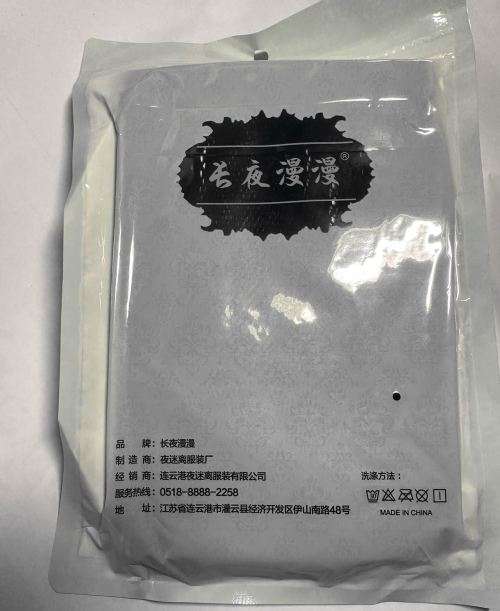 长夜漫漫®
品 牌：长夜漫漫
制 造 商：夜迷离服装厂
经 销 商：连云港夜迷离服装有限公司
服务热线：0518-8888-2258
地 址：江苏省连云港市灌云县经济开发区伊山南路48号
洗涤方法：
MADE IN CHINA